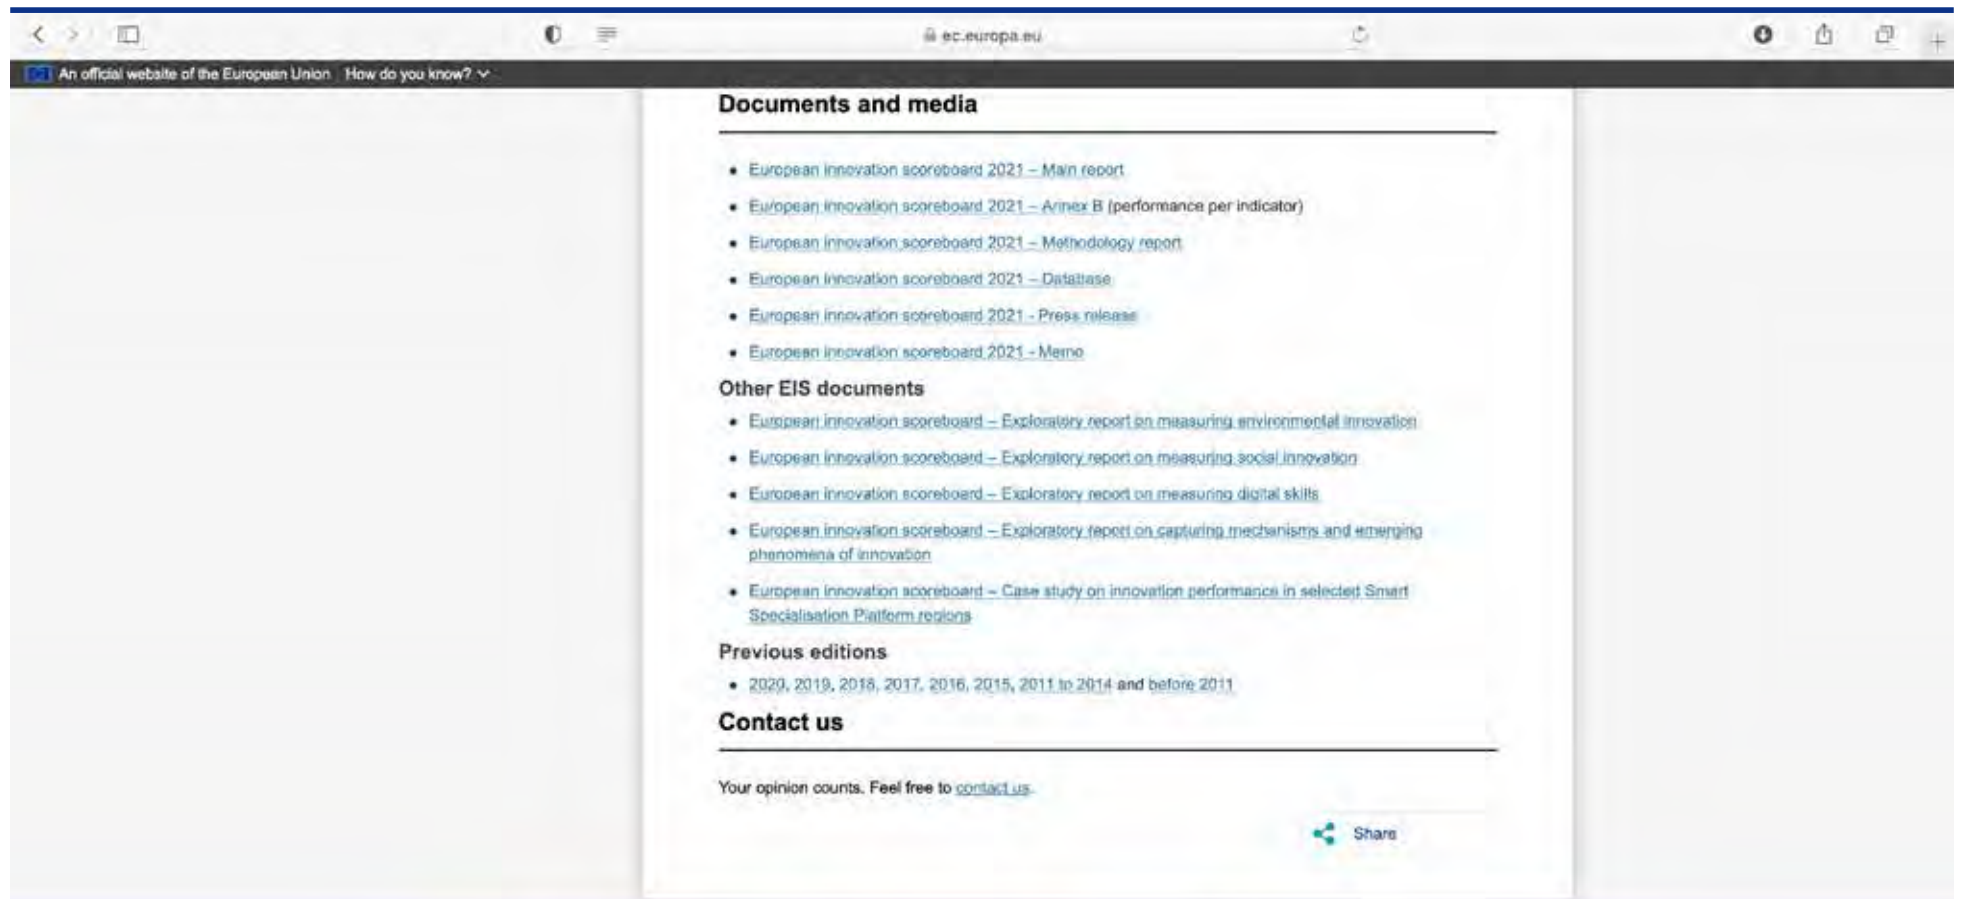 ec.europa.eu
An official website of the European Union How do you know?
Documents and media
European innovation scoreboard 2021 – Main report
European innovation scoreboard 2021 – Annex B (performance per indicator)
European innovation scoreboard 2021 – Methodology report
European innovation scoreboard 2021 – Database
European innovation scoreboard 2021 - Press release
European innovation scoreboard 2021 - Memo
Other EIS documents
European innovation scoreboard – Exploratory report on measuring environmental innovation
European innovation scoreboard – Exploratory report on measuring social innovation
European innovation scoreboard – Exploratory report on measuring digital skills
European innovation scoreboard – Exploratory report on capturing mechanisms and emerging
phenomena of innovation
European innovation scoreboard – Case study on innovation performance in selected Smart
Specialisation Platform regions
Previous editions
2020, 2019, 2018, 2017, 2016, 2015, 2011 to 2014 and before 2011
Contact us
Your opinion counts. Feel free to contact us.
Share